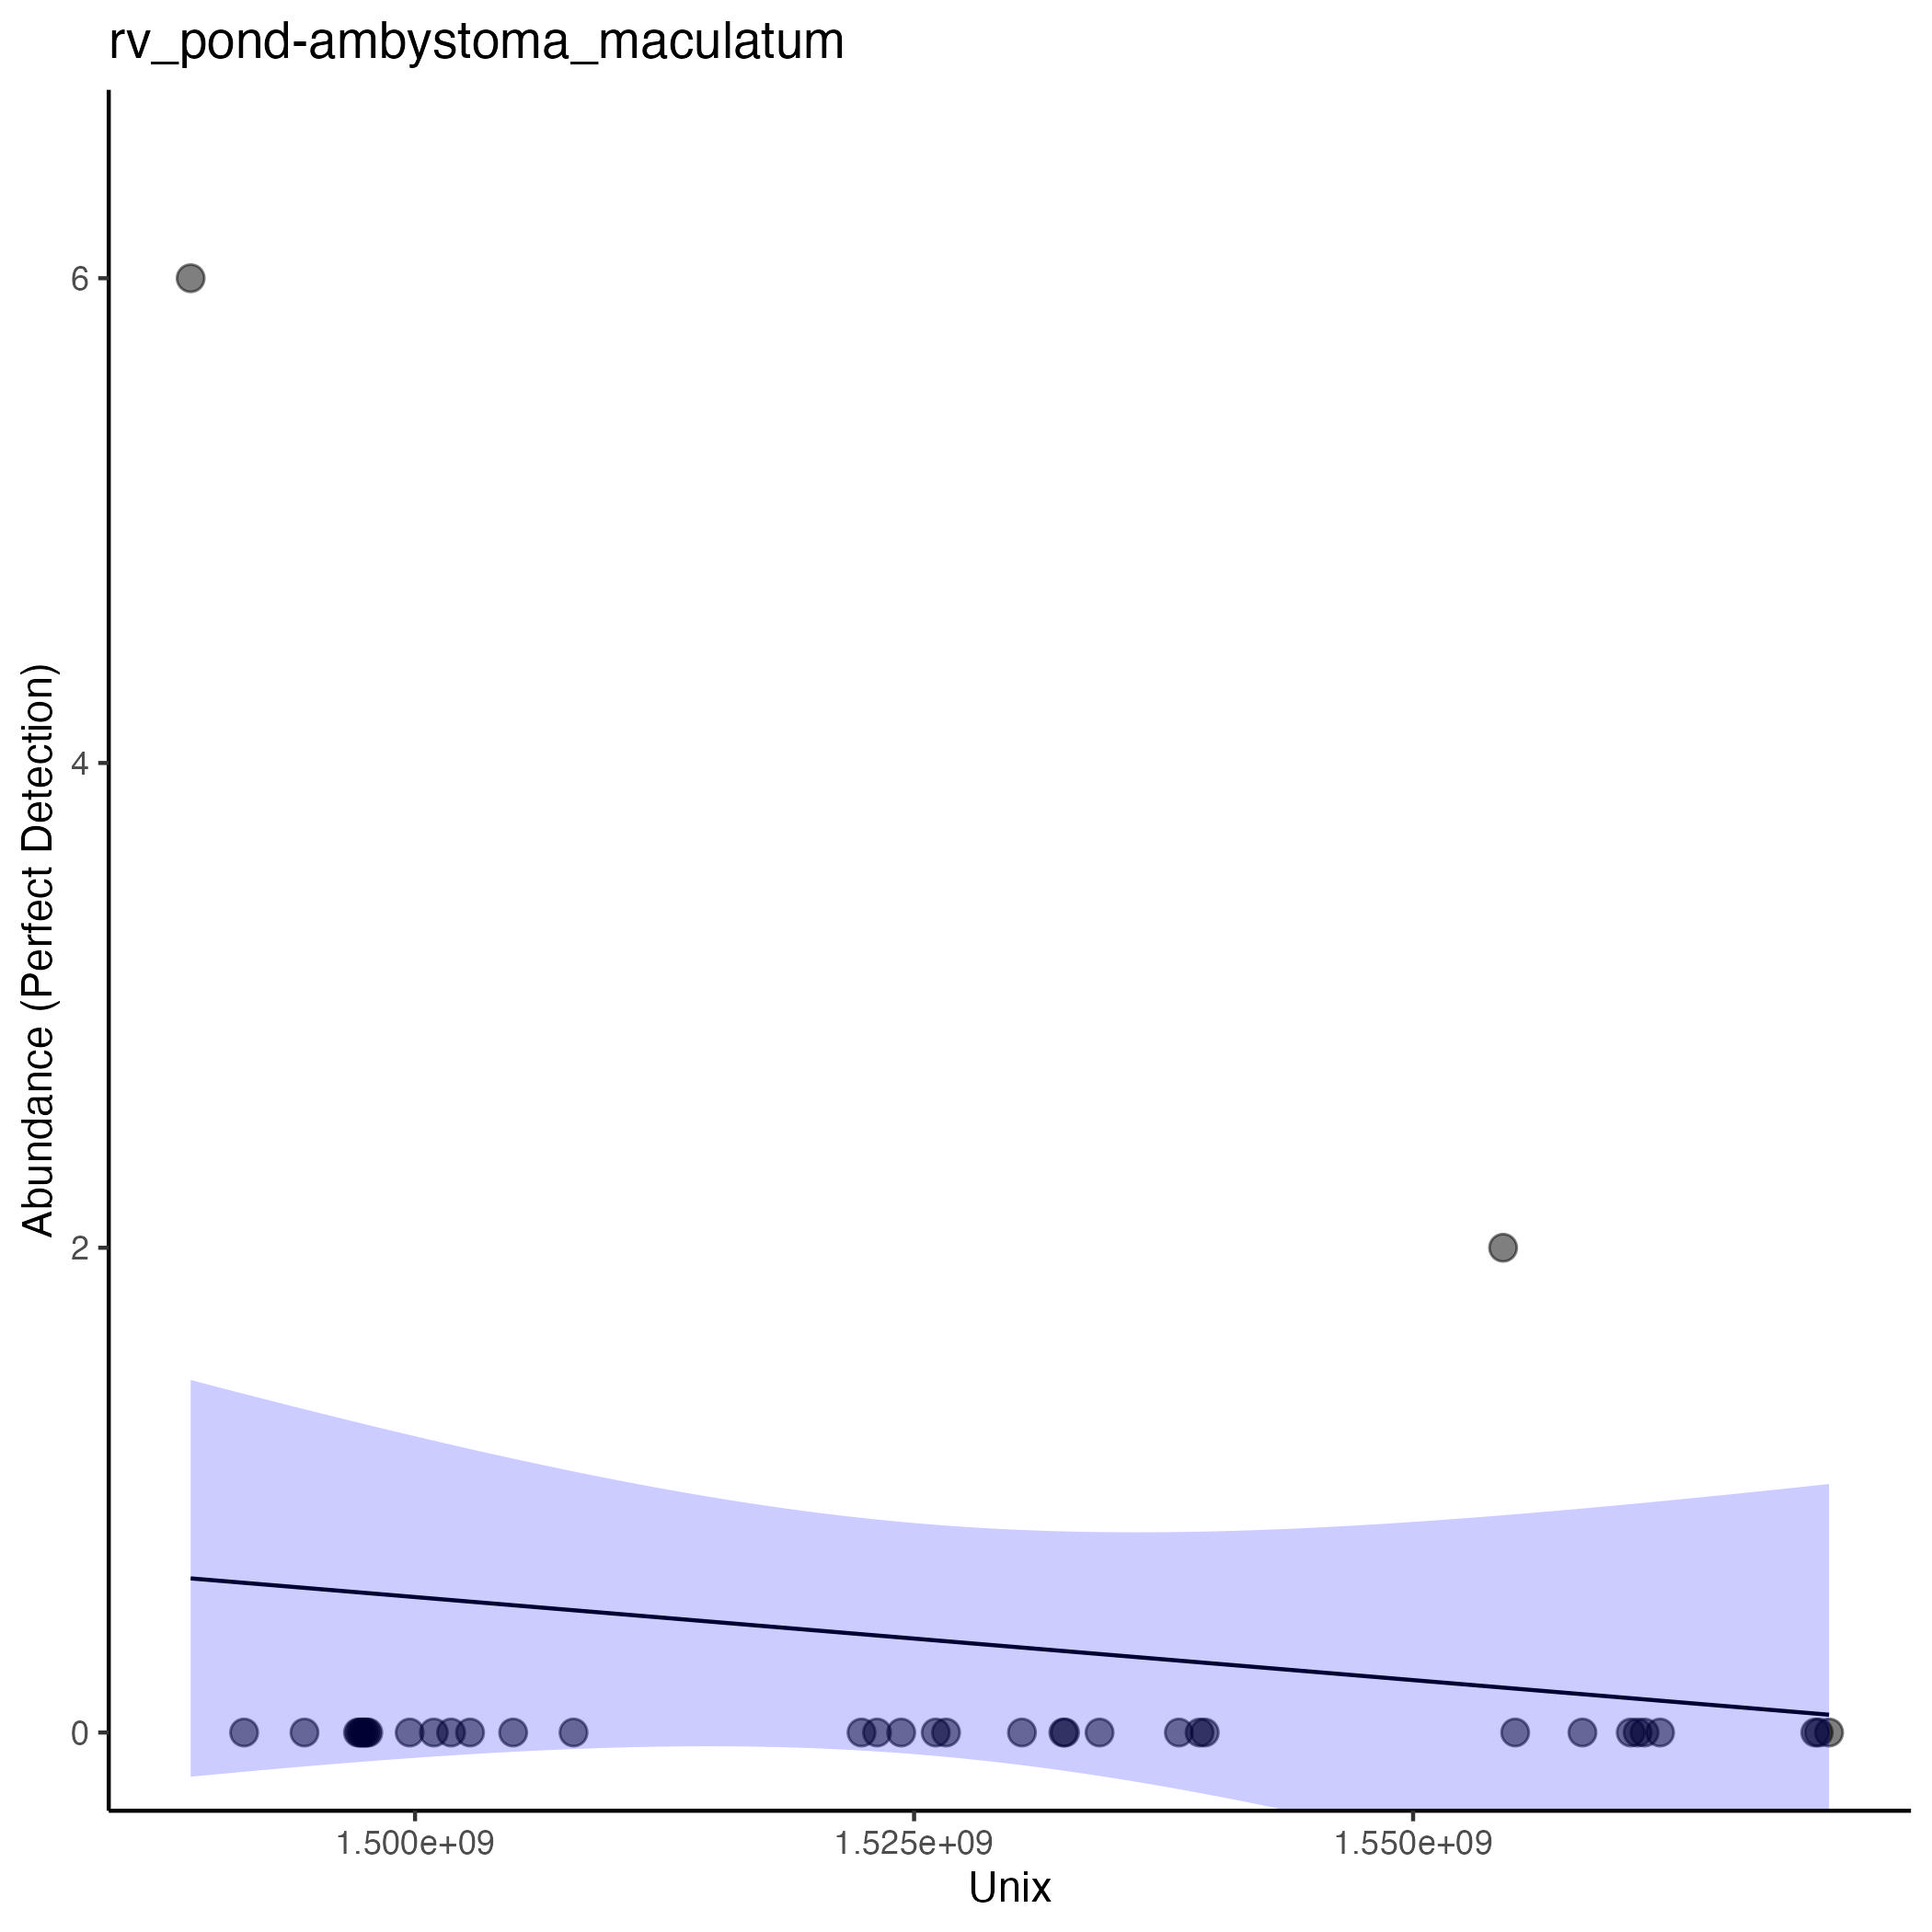 rv_pond-ambystoma_maculatum
Abundance (Perfect Detection)
6
4
2
0
1.500e+09
1.525e+09
1.550e+09
Unix